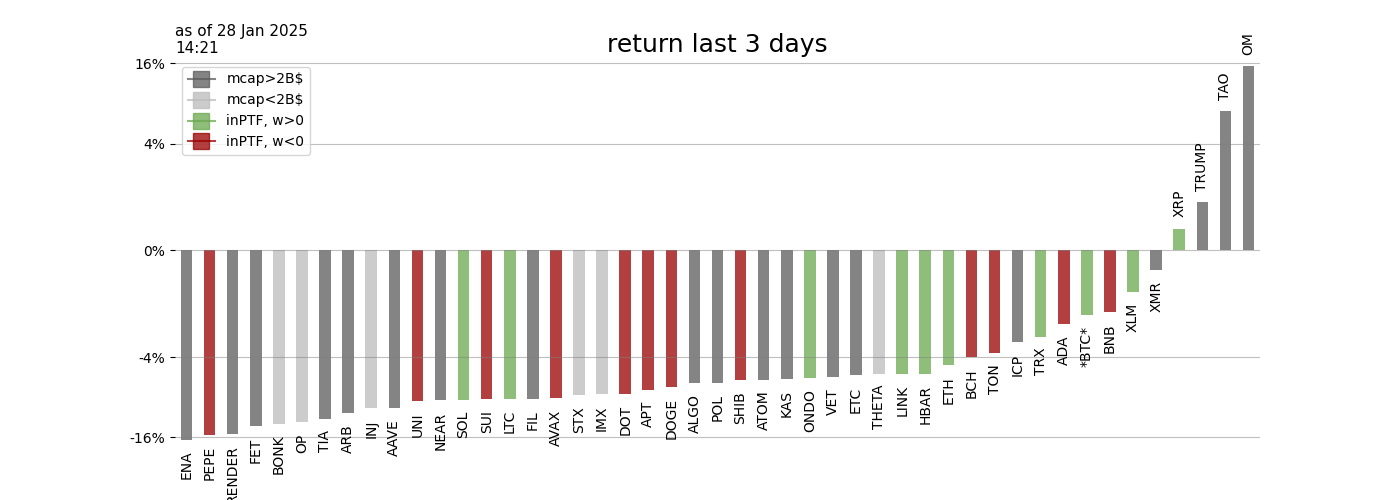 as of 28 Jan 2025
14:21
return last 3 days
mcap>2B$
mcap<2B$
inPTF, w>0
inPTF, w<0
16%
4%
0%
-4%
-16%
ENA
PEPE
RENDER
FET
BONK
OP
TIA
ARB
INJ
AAVE
UNI
NEAR
SOL
SUI
LTC
FIL
AVAX
STX
IMX
DOT
APT
DOGE
ALGO
POL
SHIB
ATOM
KAS
ONDO
VET
ETC
THETA
LINK
HBAR
ETH
BCH
TON
ICP
TRX
ADA
*BTC*
BNB
XLM
XMR
XRP
TRUMP
TAO
OM